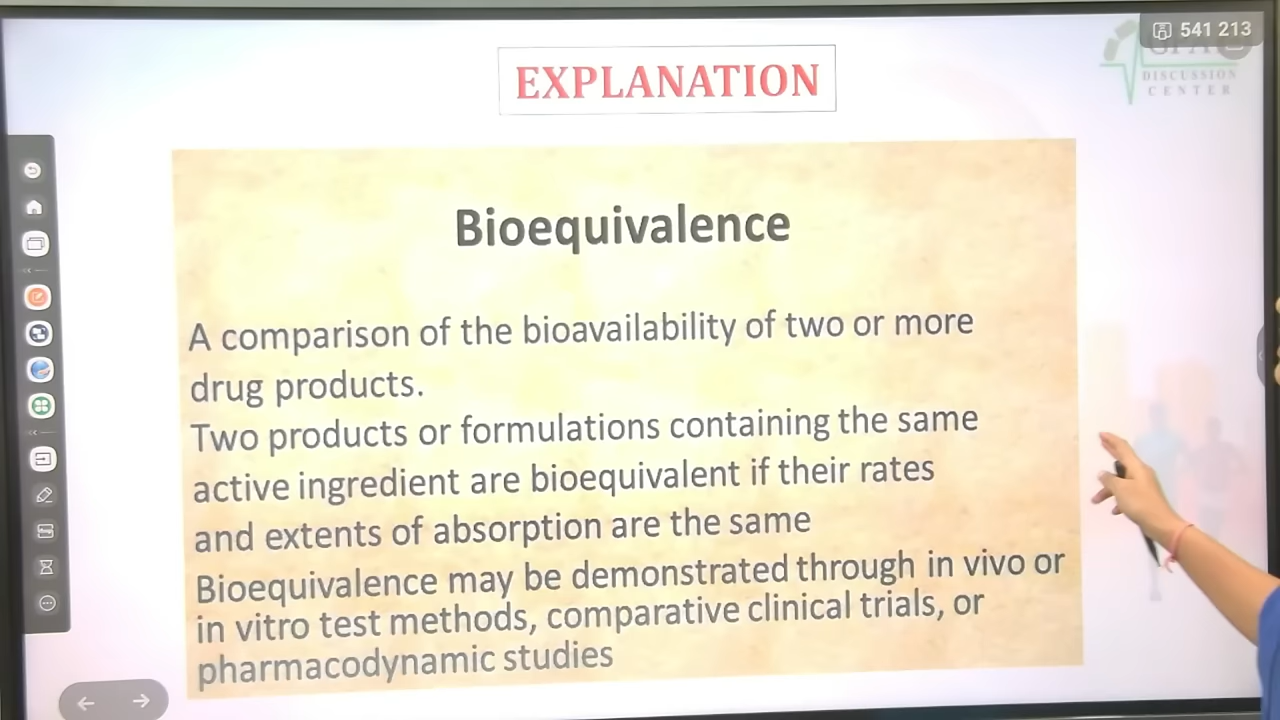 541 213
DISCUSSION
CENTER
EXPLANATION
Bioequivalence
A comparison of the bioavailability of two or more
drug products.
Two products or formulations containing the same
active ingredient are bioequivalent if their rates
and extents of absorption are the same
Bioequivalence may be demonstrated through in vivo or
in vitro test methods, comparative clinical trials, or
pharmacodynamic studies